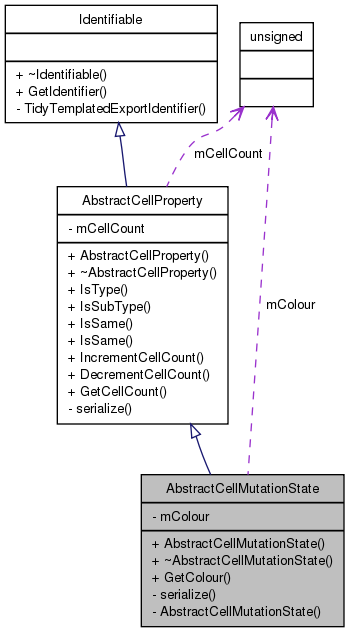 Identifiable
+ ~Identifiable()
+ GetIdentifier()
- TidyTemplatedExportIdentifier()
unsigned
mCellCount
AbstractCellProperty
- mCellCount
+ AbstractCellProperty()
+ ~AbstractCellProperty()
+ IsType()
+ IsSubType()
+ IsSame()
+ IsSame()
+ IncrementCellCount()
+ DecrementCellCount()
+ GetCellCount()
- serialize()
mColour
AbstractCellMutationState
- mColour
+ AbstractCellMutationState()
+ ~AbstractCellMutationState()
+ GetColour()
- serialize()
- AbstractCellMutationState()